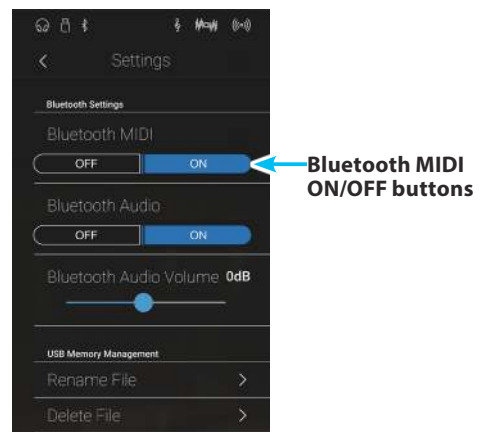 Settings
Bluetooth Settings
Bluetooth MIDI
OFF ON
Bluetooth MIDI
ON/OFF buttons
Bluetooth Audio
OFF ON
Bluetooth Audio Volume 0dB
USB Memory Management
Rename File
Delete File